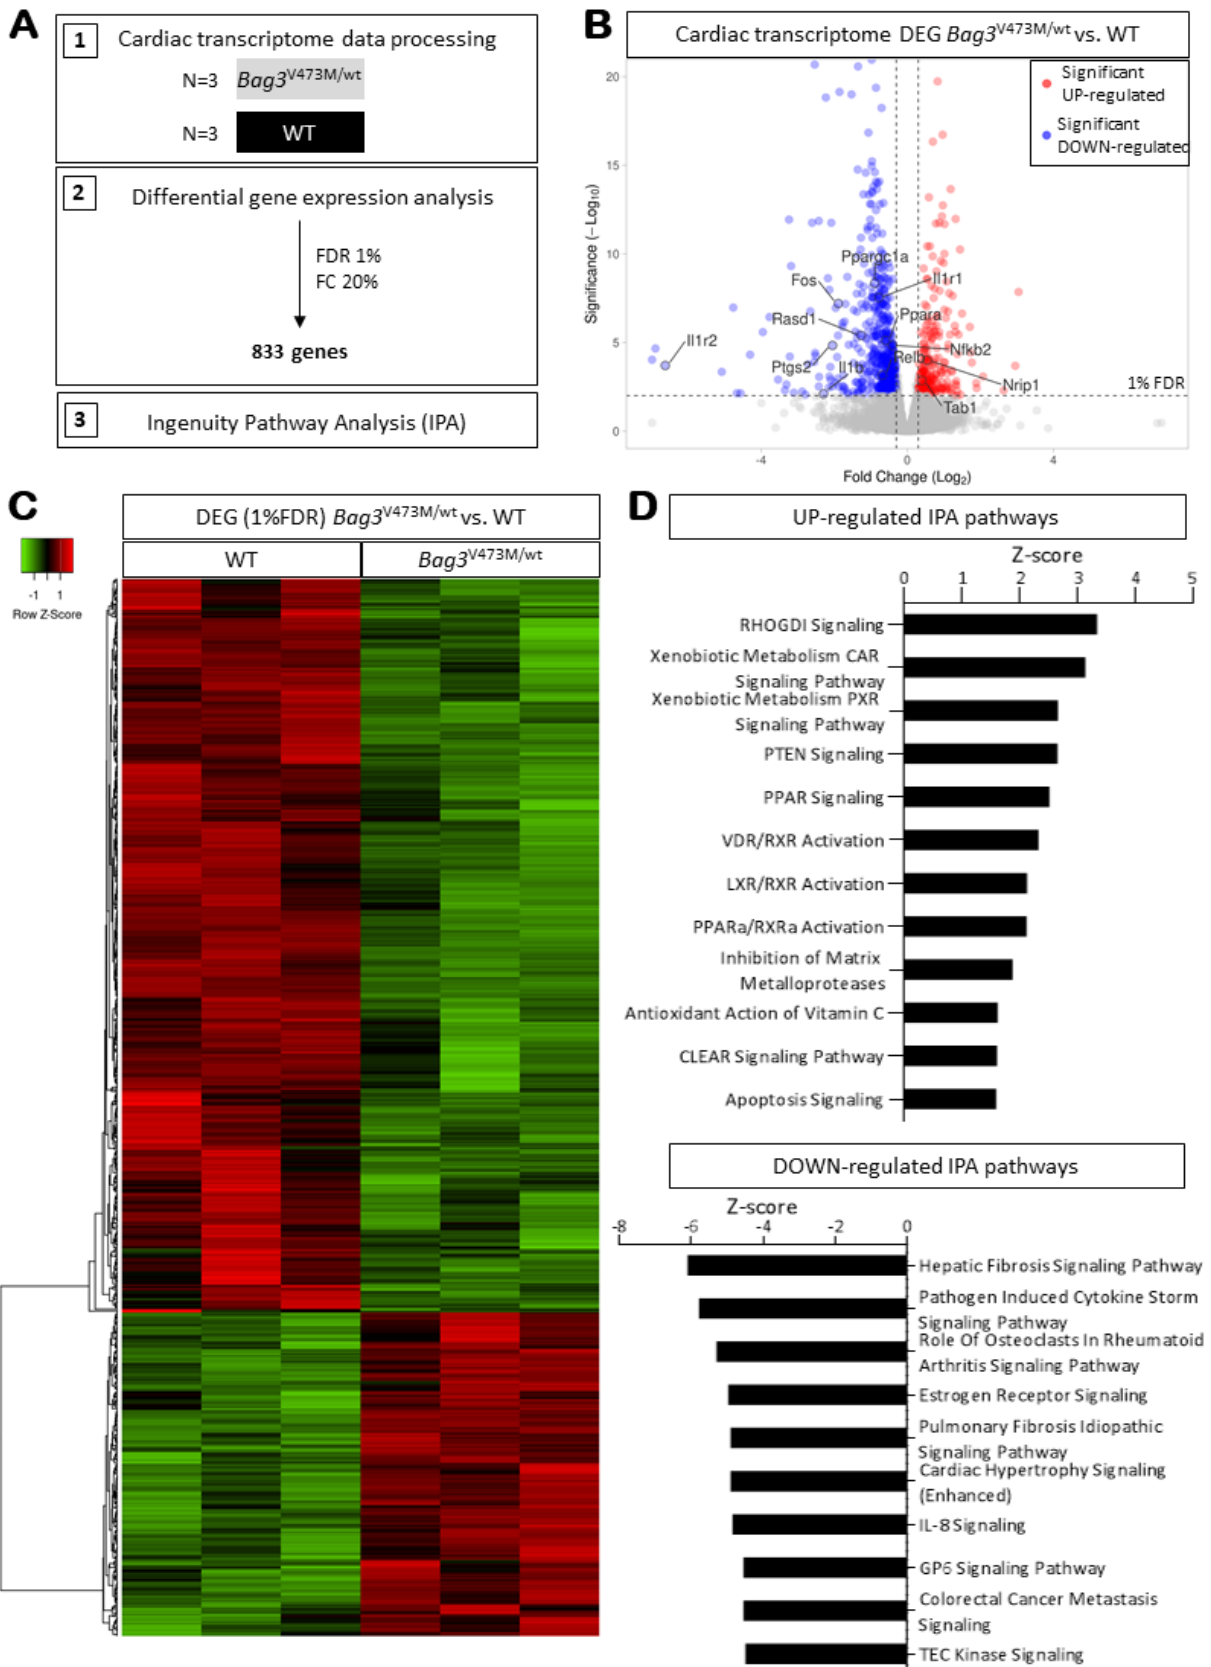 A
1
Cardiac transcriptome data processing
N=3
Bag3V473M/wt
N=3
WT
2
Differential gene expression analysis
FDR 1%
FC 20%
833 genes
3
Ingenuity Pathway Analysis (IPA)
B
Cardiac transcriptome DEG Bag3V473M/wt vs. WT
Significant
UP-regulated
Significant
DOWN-regulated
Significance (−Log10)
20
15
10
5
0
Ppargc1a
Fos
Il1r1
Rasd1
Ppara
Il1r2
Nfkb2
Relb
Ptgs2
Il1b
Nrip1
1% FDR
Tab1
-4
0
4
Fold Change (Log2)
C
DEG (1%FDR) Bag3V473M/wt vs. WT
WT
Bag3V473M/wt
-1
1
Row Z-Score
D
UP-regulated IPA pathways
Z-score
0
1
2
3
4
5
RHOGDI Signaling
Xenobiotic Metabolism CAR
Signaling Pathway
Xenobiotic Metabolism PXR
Signaling Pathway
PTEN Signaling
PPAR Signaling
VDR/RXR Activation
LXR/RXR Activation
PPARa/RXRa Activation
Inhibition of Matrix
Metalloproteases
Antioxidant Action of Vitamin C
CLEAR Signaling Pathway
Apoptosis Signaling
DOWN-regulated IPA pathways
Z-score
-8
-6
-4
-2
0
Hepatic Fibrosis Signaling Pathway
Pathogen Induced Cytokine Storm
Signaling Pathway
Role Of Osteoclasts In Rheumatoid
Arthritis Signaling Pathway
Estrogen Receptor Signaling
Pulmonary Fibrosis Idiopathic
Signaling Pathway
Cardiac Hypertrophy Signaling
(Enhanced)
IL-8 Signaling
GP6 Signaling Pathway
Colorectal Cancer Metastasis
Signaling
TEC Kinase Signaling